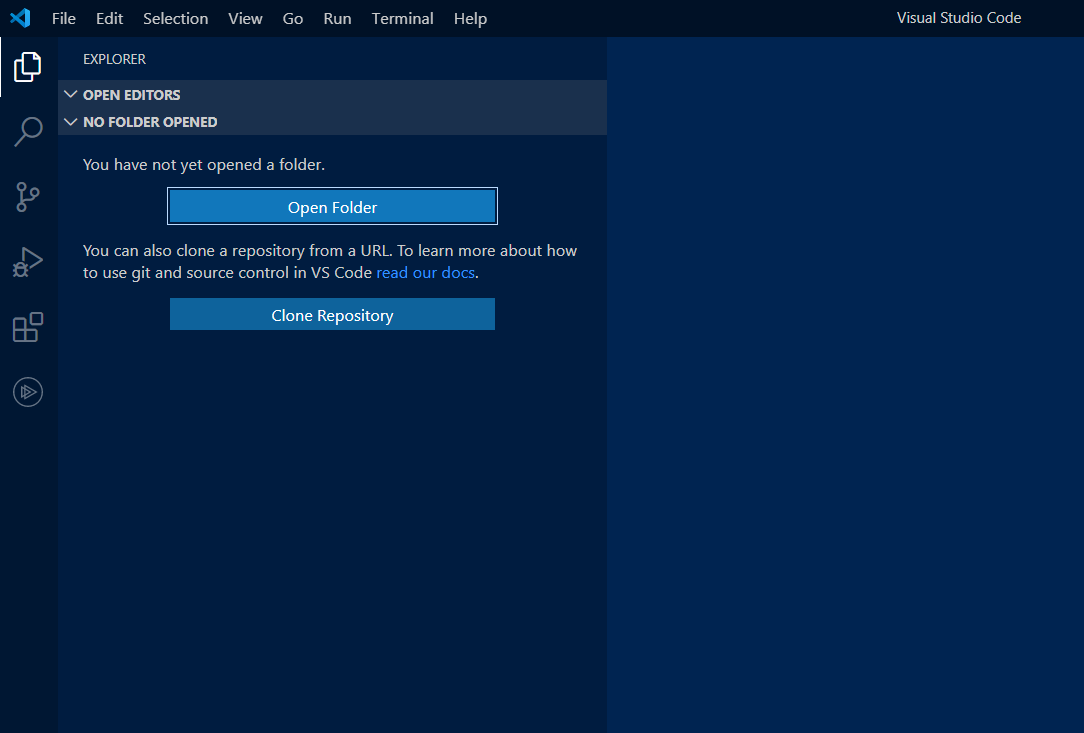 File Edit Selection View Go Run Terminal Help Visual Studio Code
EXPLORER
OPEN EDITORS
NO FOLDER OPENED
You have not yet opened a folder.
Open Folder
You can also clone a repository from a URL. To learn more about how
to use git and source control in VS Code read our docs.
Clone Repository